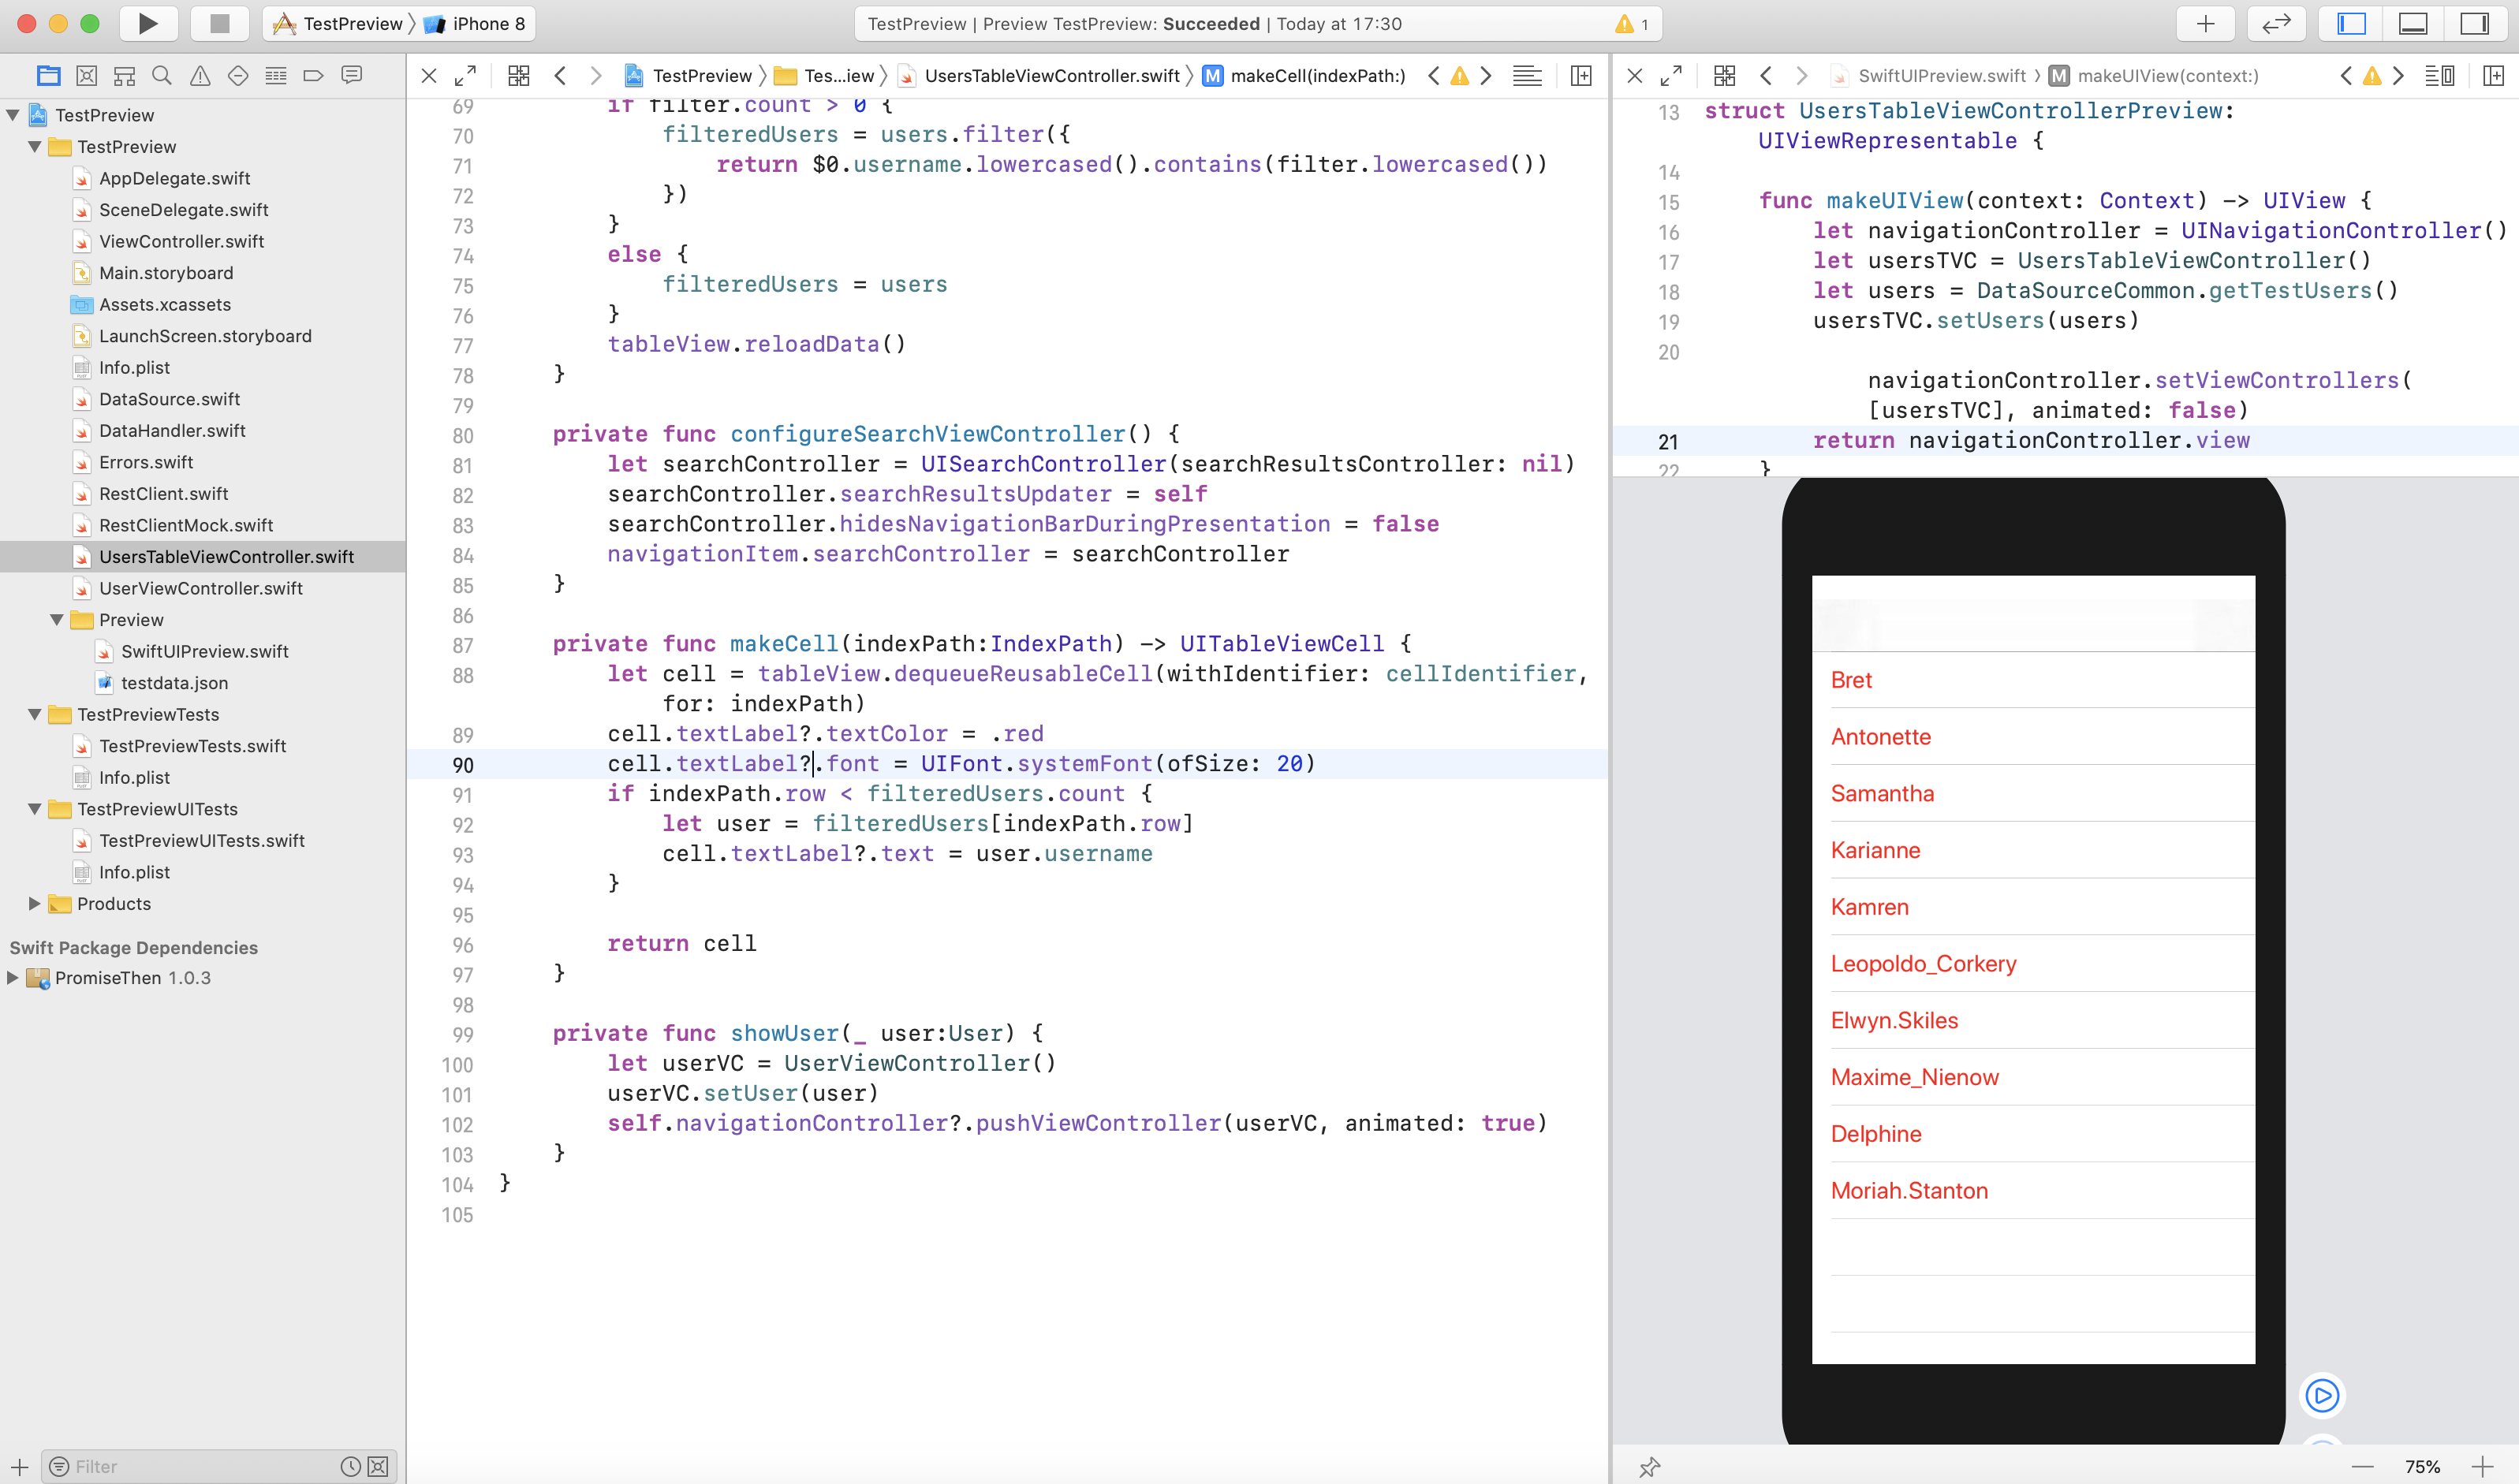 TestPreview 〉 iPhone 8
TestPreview | Preview TestPreview: Succeeded | Today at 17:30
1
TestPreview
TestPreview
AppDelegate.swift
SceneDelegate.swift
ViewController.swift
Main.storyboard
Assets.xcassets
LaunchScreen.storyboard
Info.plist
DataSource.swift
DataHandler.swift
Errors.swift
RestClient.swift
RestClientMock.swift
UsersTableViewController.swift
UserViewController.swift
Preview
SwiftUIPreview.swift
testdata.json
TestPreviewTests
TestPreviewTests.swift
Info.plist
TestPreviewUITests
TestPreviewUITests.swift
Info.plist
Products
Swift Package Dependencies
PromiseThen 1.0.3
Filter
TestPreview 〉 Tes...iew 〉 UsersTableViewController.swift 〉 M makeCell(indexPath:)
69 if filter.count > 0 {
70 filteredUsers = users.filter({
71 return $0.username.lowercased().contains(filter.lowercased())
72 })
73 }
74 else {
75 filteredUsers = users
76 }
77 tableView.reloadData()
78 }
79
80 private func configureSearchViewController() {
81 let searchController = UISearchController(searchResultsController: nil)
82 searchController.searchResultsUpdater = self
83 searchController.hidesNavigationBarDuringPresentation = false
84 navigationItem.searchController = searchController
85 }
86
87 private func makeCell(indexPath:IndexPath) -> UITableViewCell {
88 let cell = tableView.dequeueReusableCell(withIdentifier: cellIdentifier,
for: indexPath)
89 cell.textLabel?.textColor = .red
90 cell.textLabel?.font = UIFont.systemFont(ofSize: 20)
91 if indexPath.row < filteredUsers.count {
92 let user = filteredUsers[indexPath.row]
93 cell.textLabel?.text = user.username
94 }
95
96 return cell
97 }
98
99 private func showUser(_ user:User) {
100 let userVC = UserViewController()
101 userVC.setUser(user)
102 self.navigationController?.pushViewController(userVC, animated: true)
103 }
104 }
105
SwiftUIPreview.swift 〉 M makeUIView(context:)
13 struct UsersTableViewControllerPreview:
UIViewRepresentable {
14
15 func makeUIView(context: Context) -> UIView {
16 let navigationController = UINavigationController()
17 let usersTVC = UsersTableViewController()
18 let users = DataSourceCommon.getTestUsers()
19 usersTVC.setUsers(users)
20
navigationController.setViewControllers(
[usersTVC], animated: false)
21 return navigationController.view
22 }
Bret
Antonette
Samantha
Karianne
Kamren
Leopoldo_Corkery
Elwyn.Skiles
Maxime_Nienow
Delphine
Moriah.Stanton
75%